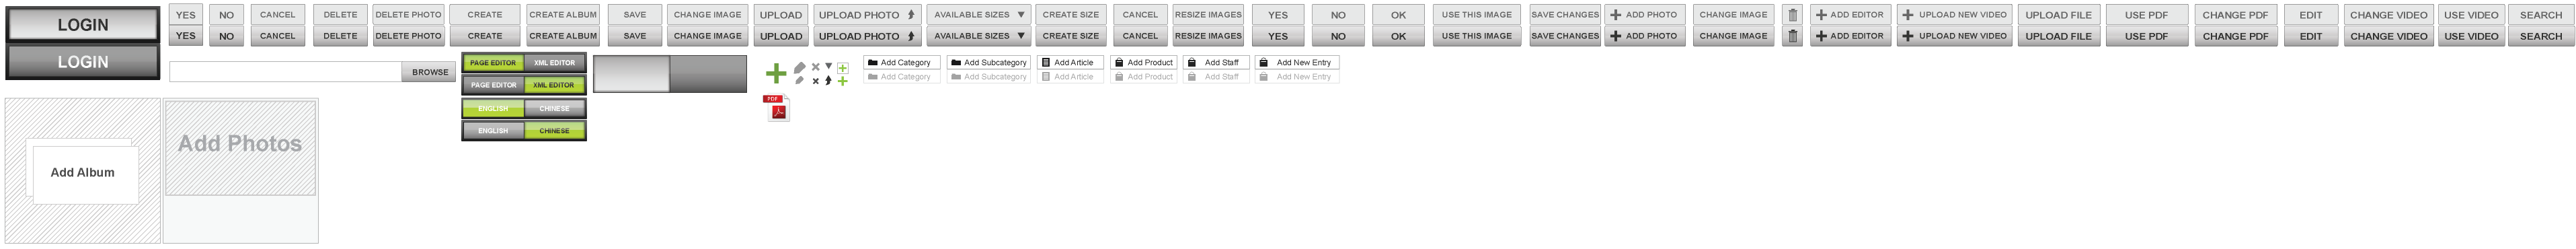 LOGIN YES NO CANCEL DELETE DELETE PHOTO CREATE CREATE ALBUM SAVE CHANGE IMAGE UPLOAD UPLOAD PHOTO AVAILABLE SIZES CREATE SIZE CANCEL RESIZE IMAGES YES NO OK USE THIS IMAGE SAVE CHANGES ADD PHOTO CHANGE IMAGE ADD EDITOR UPLOAD NEW VIDEO UPLOAD FILE USE PDF CHANGE PDF EDIT CHANGE VIDEO USE VIDEO SEARCH
YES NO CANCEL DELETE DELETE PHOTO CREATE CREATE ALBUM SAVE CHANGE IMAGE UPLOAD UPLOAD PHOTO AVAILABLE SIZES CREATE SIZE CANCEL RESIZE IMAGES YES NO OK USE THIS IMAGE SAVE CHANGES ADD PHOTO CHANGE IMAGE ADD EDITOR UPLOAD NEW VIDEO UPLOAD FILE USE PDF CHANGE PDF EDIT CHANGE VIDEO USE VIDEO SEARCH
LOGIN PAGE EDITOR XML EDITOR Add Category Add Subcategory Add Article Add Product Add Staff Add New Entry
BROWSE Add Category Add Subcategory Add Article Add Product Add Staff Add New Entry
PAGE EDITOR XML EDITOR
PDF
ENGLISH CHINESE
ENGLISH CHINESE
Add Photos
Add Album